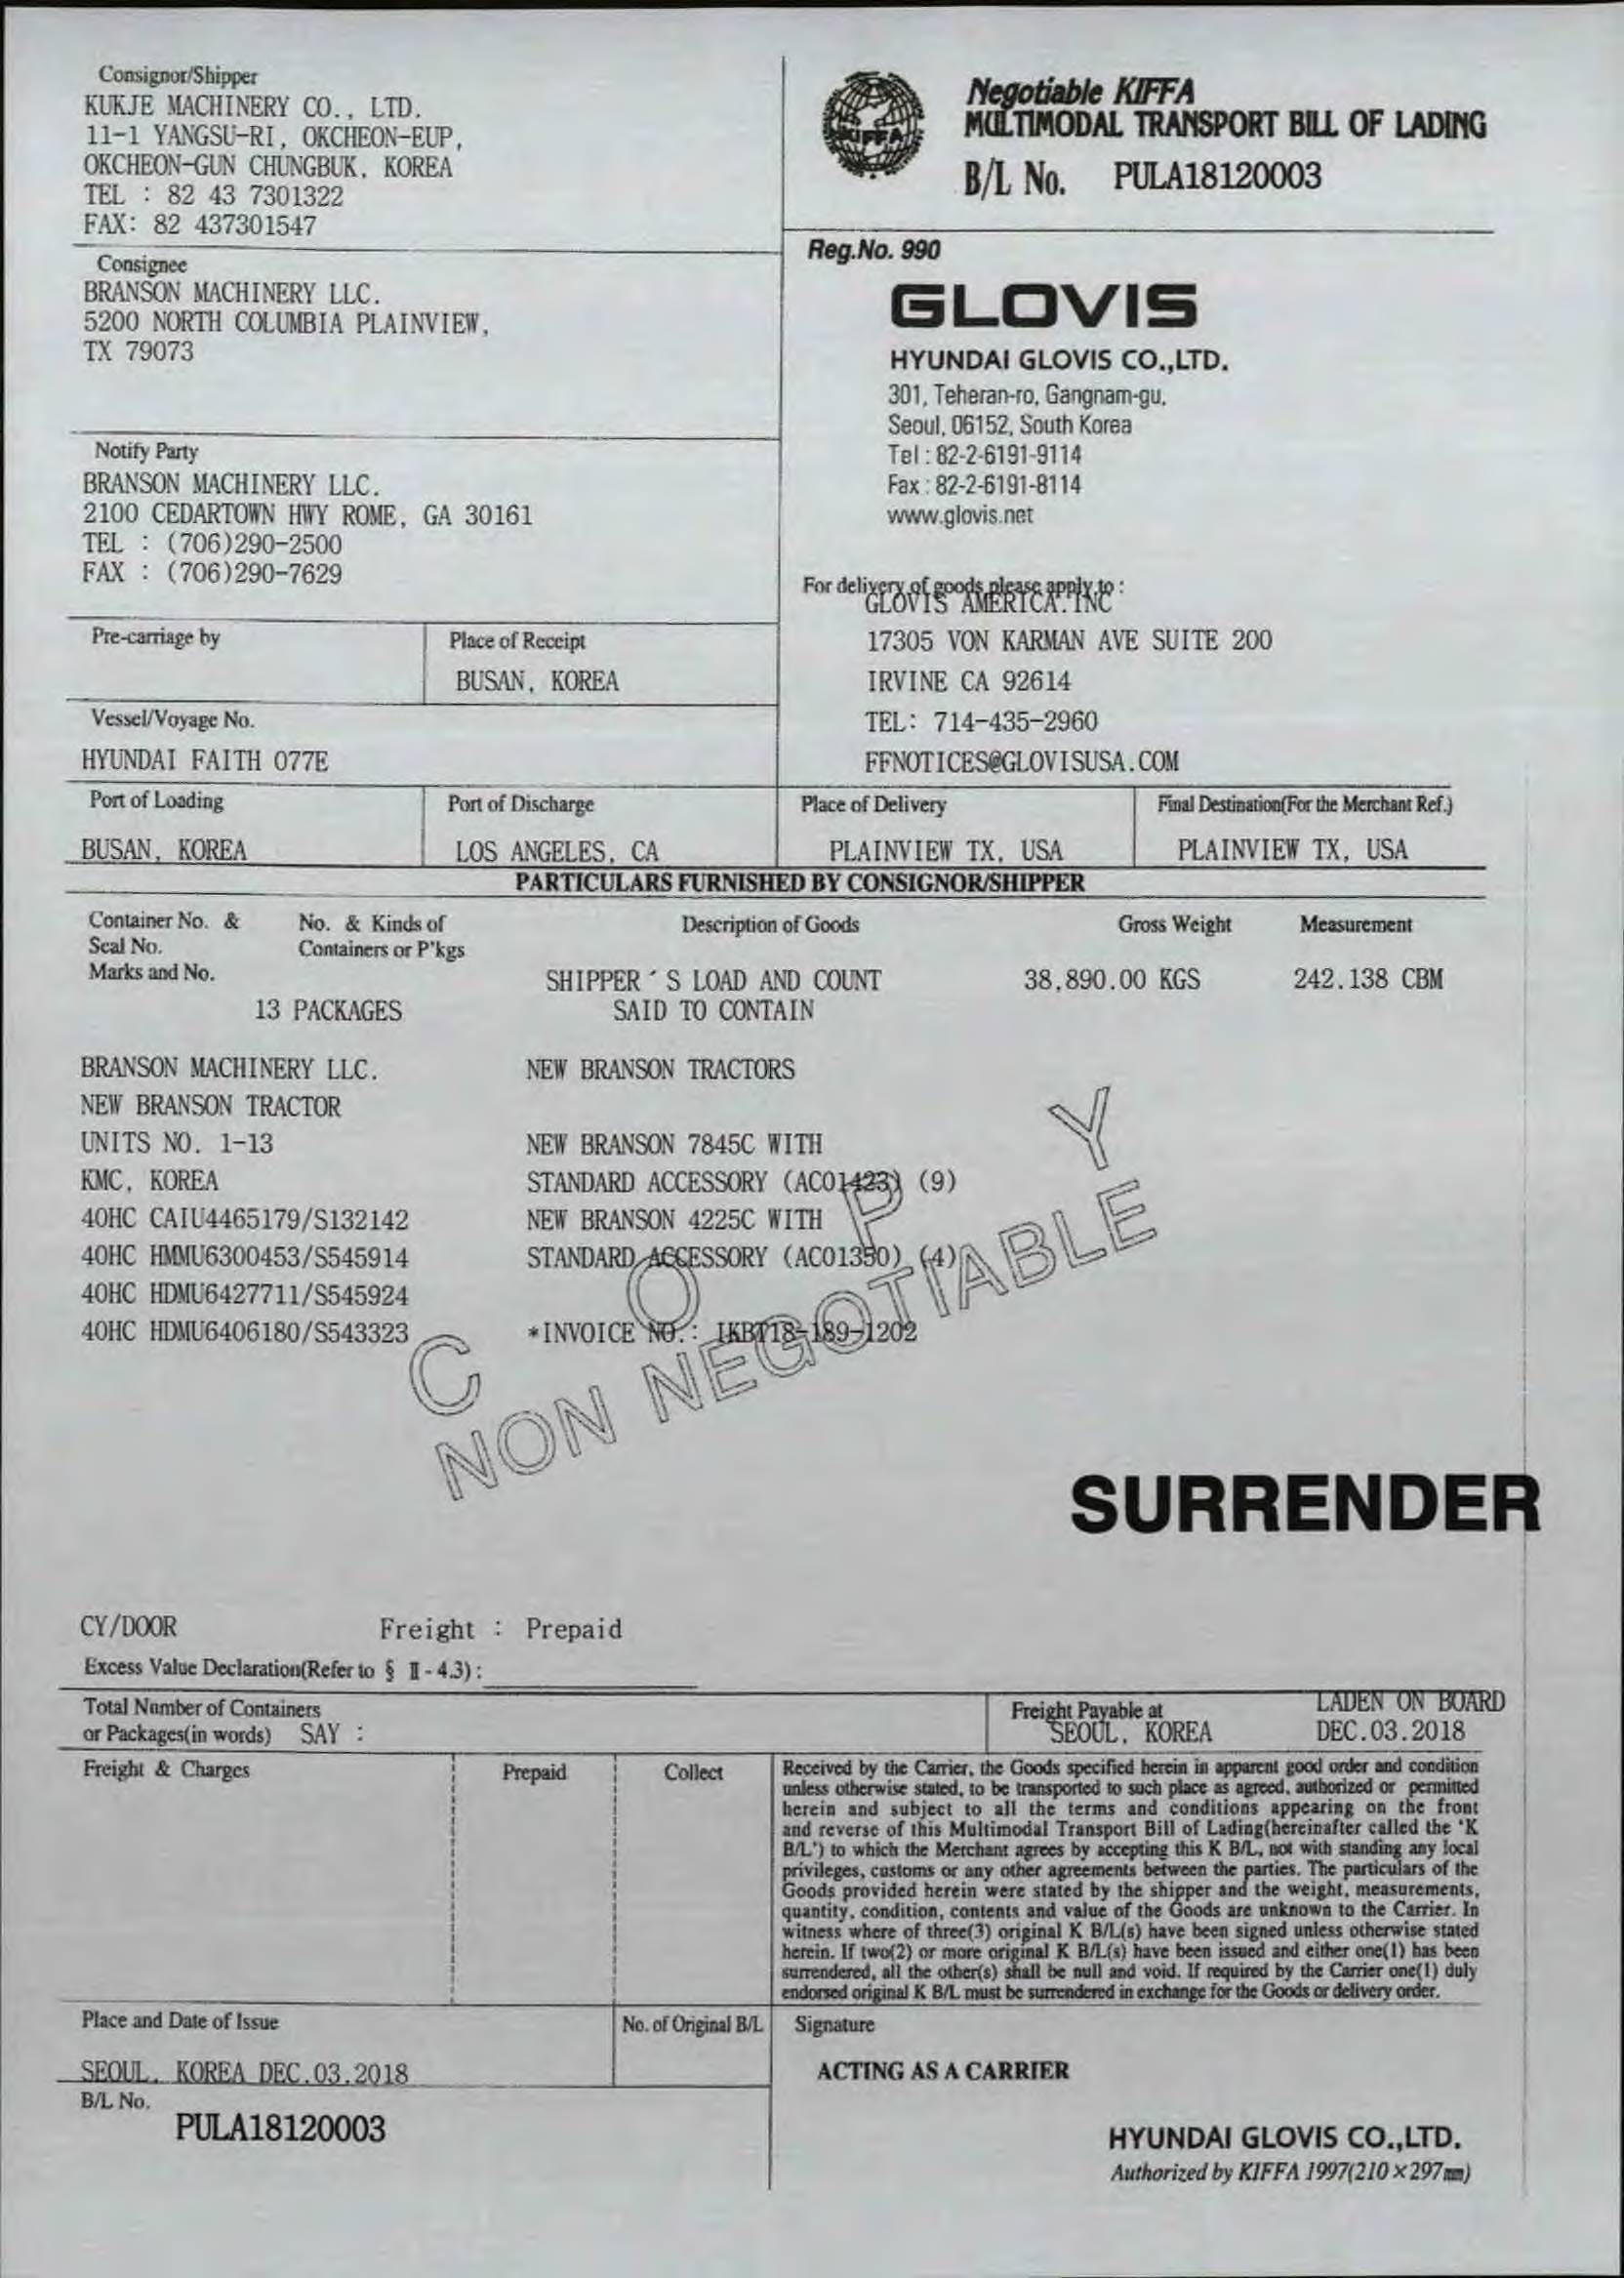 Consignor/Shipper
KUKJE MACHINERY CO., LTD.
11-1 YANGSU-RI, OKCHEON-EUP,
OKCHEON-GUN CHUNGBUK, KOREA
TEL : 82 43 7301322
FAX: 82 437301547
KIFFA
Negotiable KIFFA
MULTIMODAL TRANSPORT BILL OF LADING
B/L No. PULA18120003
Consignee
BRANSON MACHINERY LLC.
5200 NORTH COLUMBIA PLAINVIEW,
TX 79073
Reg.No. 990
GLOVIS
HYUNDAI GLOVIS CO.,LTD.
301, Teheran-ro, Gangnam-gu,
Seoul, 06152, South Korea
Tel : 82-2-6191-9114
Fax : 82-2-6191-8114
www.glovis.net
Notify Party
BRANSON MACHINERY LLC.
2100 CEDARTOWN HWY ROME, GA 30161
TEL : (706)290-2500
FAX : (706)290-7629
For delivery of goods please apply to :
GLOVIS AMERICA. INC
17305 VON KARMAN AVE SUITE 200
IRVINE CA 92614
TEL: 714-435-2960
FFNOTICES@GLOVISUSA.COM
Pre-carriage by
Place of Receipt
BUSAN, KOREA
Vessel/Voyage No.
HYUNDAI FAITH 077E
Port of Loading
BUSAN, KOREA
Port of Discharge
LOS ANGELES, CA
Place of Delivery
PLAINVIEW TX, USA
Final Destination(For the Merchant Ref.)
PLAINVIEW TX, USA
PARTICULARS FURNISHED BY CONSIGNOR/SHIPPER
Container No. & No. & Kinds of Description of Goods Gross Weight Measurement
Seal No. Containers or P'kgs
Marks and No.
SHIPPER´S LOAD AND COUNT 38,890.00 KGS 242.138 CBM
13 PACKAGES SAID TO CONTAIN
BRANSON MACHINERY LLC. NEW BRANSON TRACTORS
NEW BRANSON TRACTOR
UNITS NO. 1-13 NEW BRANSON 7845C WITH
KMC, KOREA STANDARD ACCESSORY (AC01423) (9)
40HC CAIU4465179/S132142 NEW BRANSON 4225C WITH
40HC HMMU6300453/S545914 STANDARD ACCESSORY (AC01350) (4)
40HC HDMU6427711/S545924
40HC HDMU6406180/S543323 *INVOICE NO.: IKBT18-189-1202
COPY
NON NEGOTIABLE
SURRENDER
CY/DOOR Freight : Prepaid
Excess Value Declaration(Refer to § Ⅱ - 4.3) :
Total Number of Containers
or Packages(in words) SAY :
Freight Payable at
SEOUL, KOREA
LADEN ON BOARD
DEC.03.2018
Freight & Charges Prepaid Collect
Received by the Carrier, the Goods specified herein in apparent good order and condition
unless otherwise stated, to be transported to such place as agreed, authorized or permitted
herein and subject to all the terms and conditions appearing on the front
and reverse of this Multimodal Transport Bill of Lading(hereinafter called the 'K
B/L') to which the Merchant agrees by accepting this K B/L, not with standing any local
privileges, customs or any other agreements between the parties. The particulars of the
Goods provided herein were stated by the shipper and the weight, measurements,
quantity, condition, contents and value of the Goods are unknown to the Carrier. In
witness where of three(3) original K B/L(s) have been signed unless otherwise stated
herein. If two(2) or more original K B/L(s) have been issued and either one(1) has been
surrendered, all the other(s) shall be null and void. If required by the Carrier one(1) duly
endorsed original K B/L must be surrendered in exchange for the Goods or delivery order.
Place and Date of Issue
SEOUL, KOREA DEC.03.2018
No. of Original B/L
Signature
ACTING AS A CARRIER
B/L No.
PULA18120003
HYUNDAI GLOVIS CO.,LTD.
Authorized by KIFFA 1997(210×297㎜)